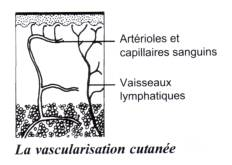 Artérioles et
capillaires sanguins
Vaisseaux
lymphatiques
La vascularisation cutanée